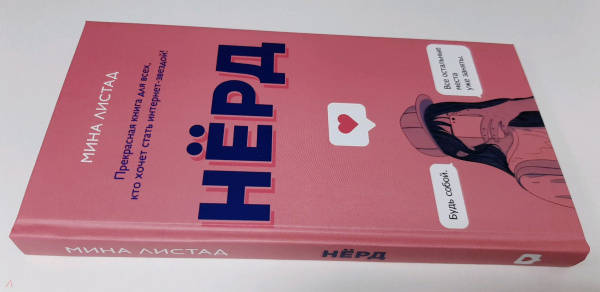 МИНА ЛИСТАД
Прекрасная книга для всех,
кто хочет стать интернет-звездой!
НЁРД
Все остальные
места
уже заняты.
Будь собой.
МИНА ЛИСТАД
НЁРД